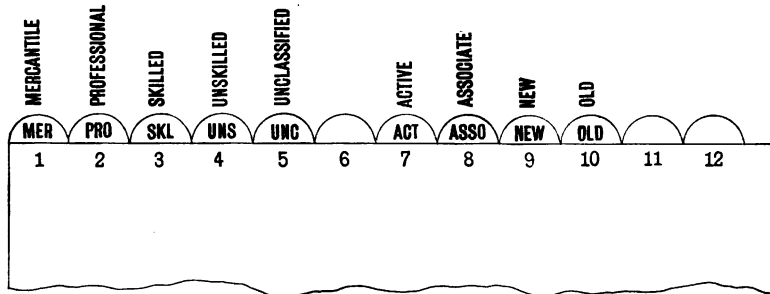 MERCANTILE PROFESSIONAL SKILLED UNSKILLED UNCLASSIFIED ACTIVE ASSOCIATE NEW OLD
MER PRO SKL UNS UNC ACT ASSO NEW OLD
1 2 3 4 5 6 7 8 9 10 11 12